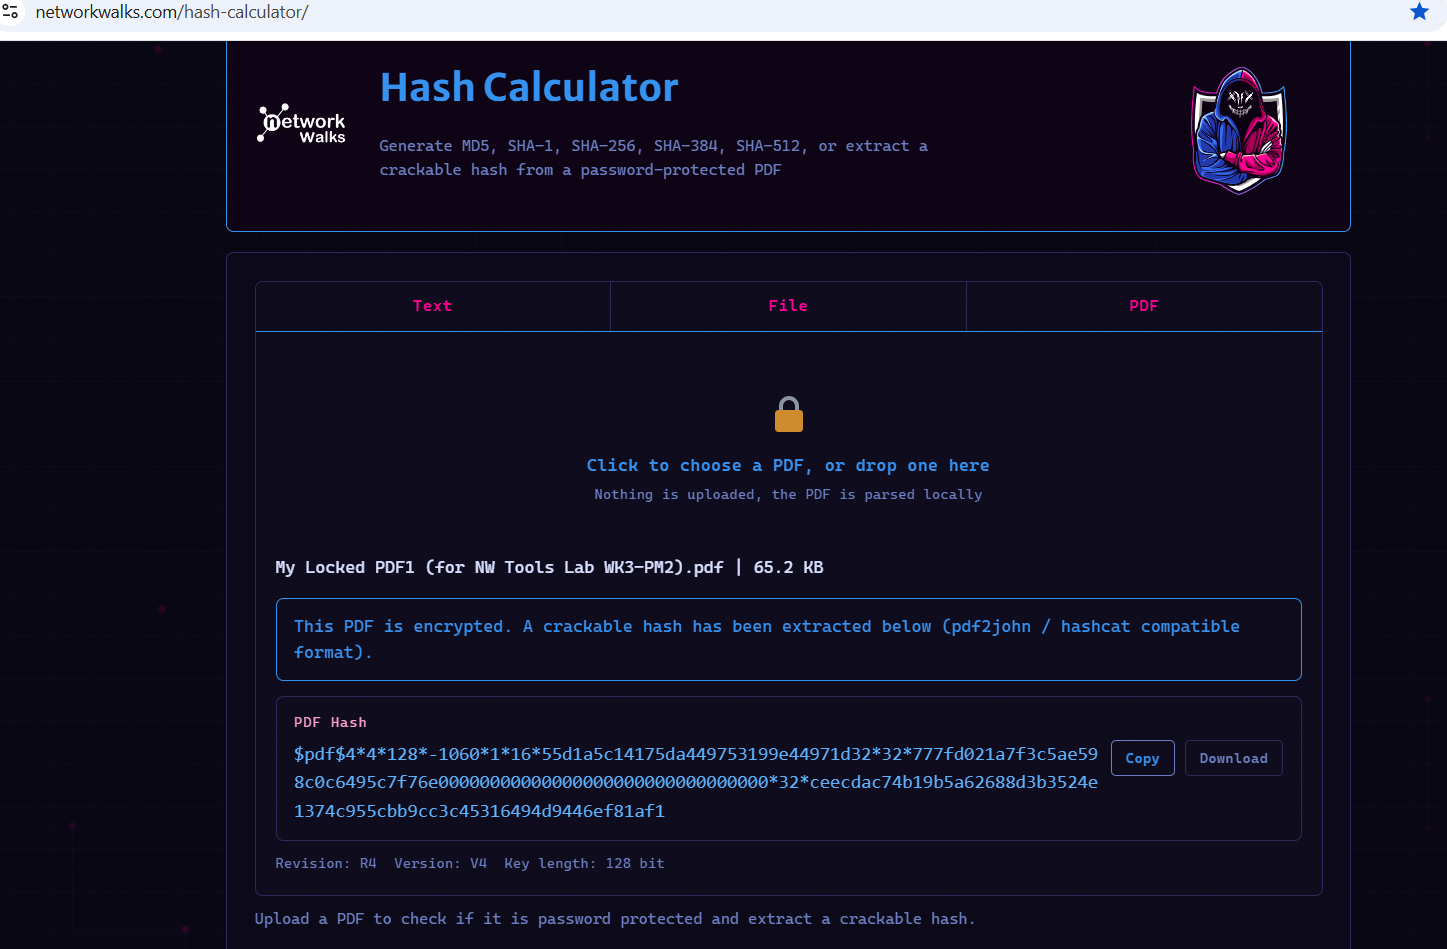 networkwalks.com/hash-calculator/
Hash Calculator
network
Walks
Generate MD5, SHA-1, SHA-256, SHA-384, SHA-512, or extract a
crackable hash from a password-protected PDF
Text
File
PDF
Click to choose a PDF, or drop one here
Nothing is uploaded, the PDF is parsed locally
My Locked PDF1 (for NW Tools Lab WK3-PM2).pdf | 65.2 KB
This PDF is encrypted. A crackable hash has been extracted below (pdf2john / hashcat compatible
format).
PDF Hash
$pdf$4*4*128*-1060*1*16*55d1a5c14175da449753199e44971d32*32*777fd021a7f3c5ae59
8c0c6495c7f76e00000000000000000000000000000000*32*ceecdac74b19b5a62688d3b3524e
1374c955cbb9cc3c45316494d9446ef81af1
Copy
Download
Revision: R4 Version: V4 Key length: 128 bit
Upload a PDF to check if it is password protected and extract a crackable hash.